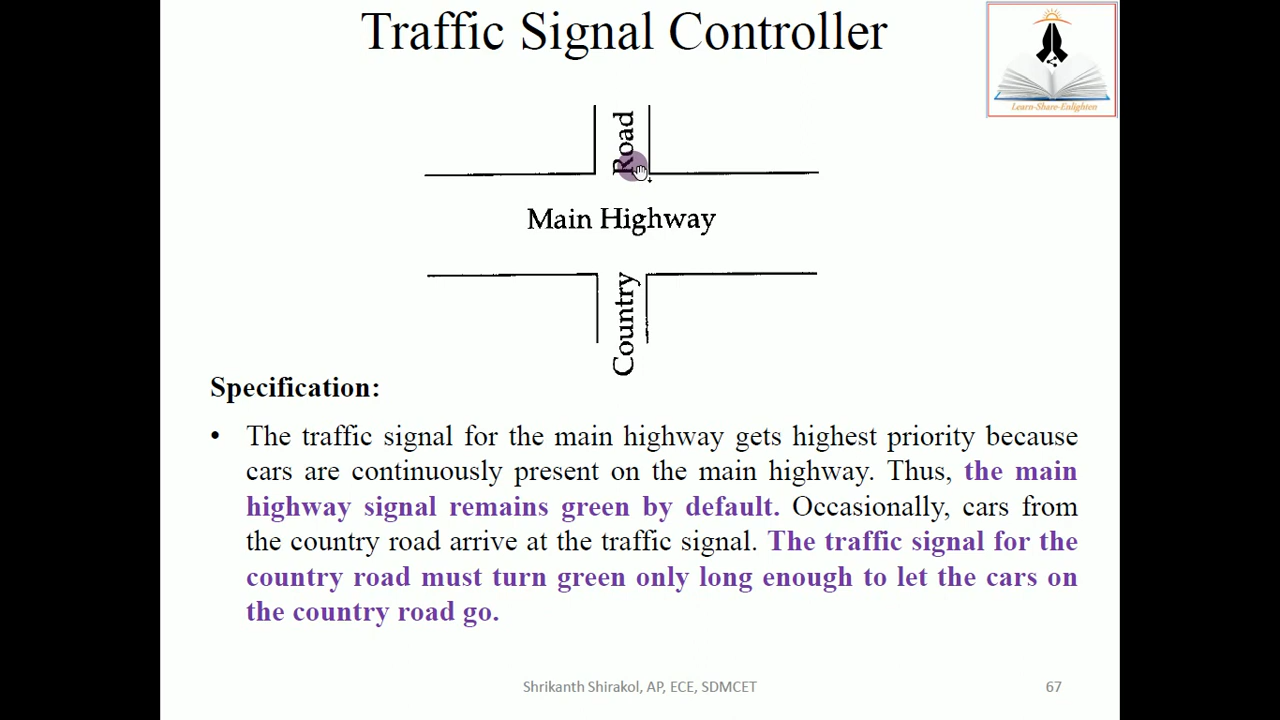 Traffic Signal Controller
Learn-Share-Enlighten
Road
Main Highway
Country
Specification:
• The traffic signal for the main highway gets highest priority because
cars are continuously present on the main highway. Thus, the main
highway signal remains green by default. Occasionally, cars from
the country road arrive at the traffic signal. The traffic signal for the
country road must turn green only long enough to let the cars on
the country road go.
Shrikanth Shirakol, AP, ECE, SDMCET
67